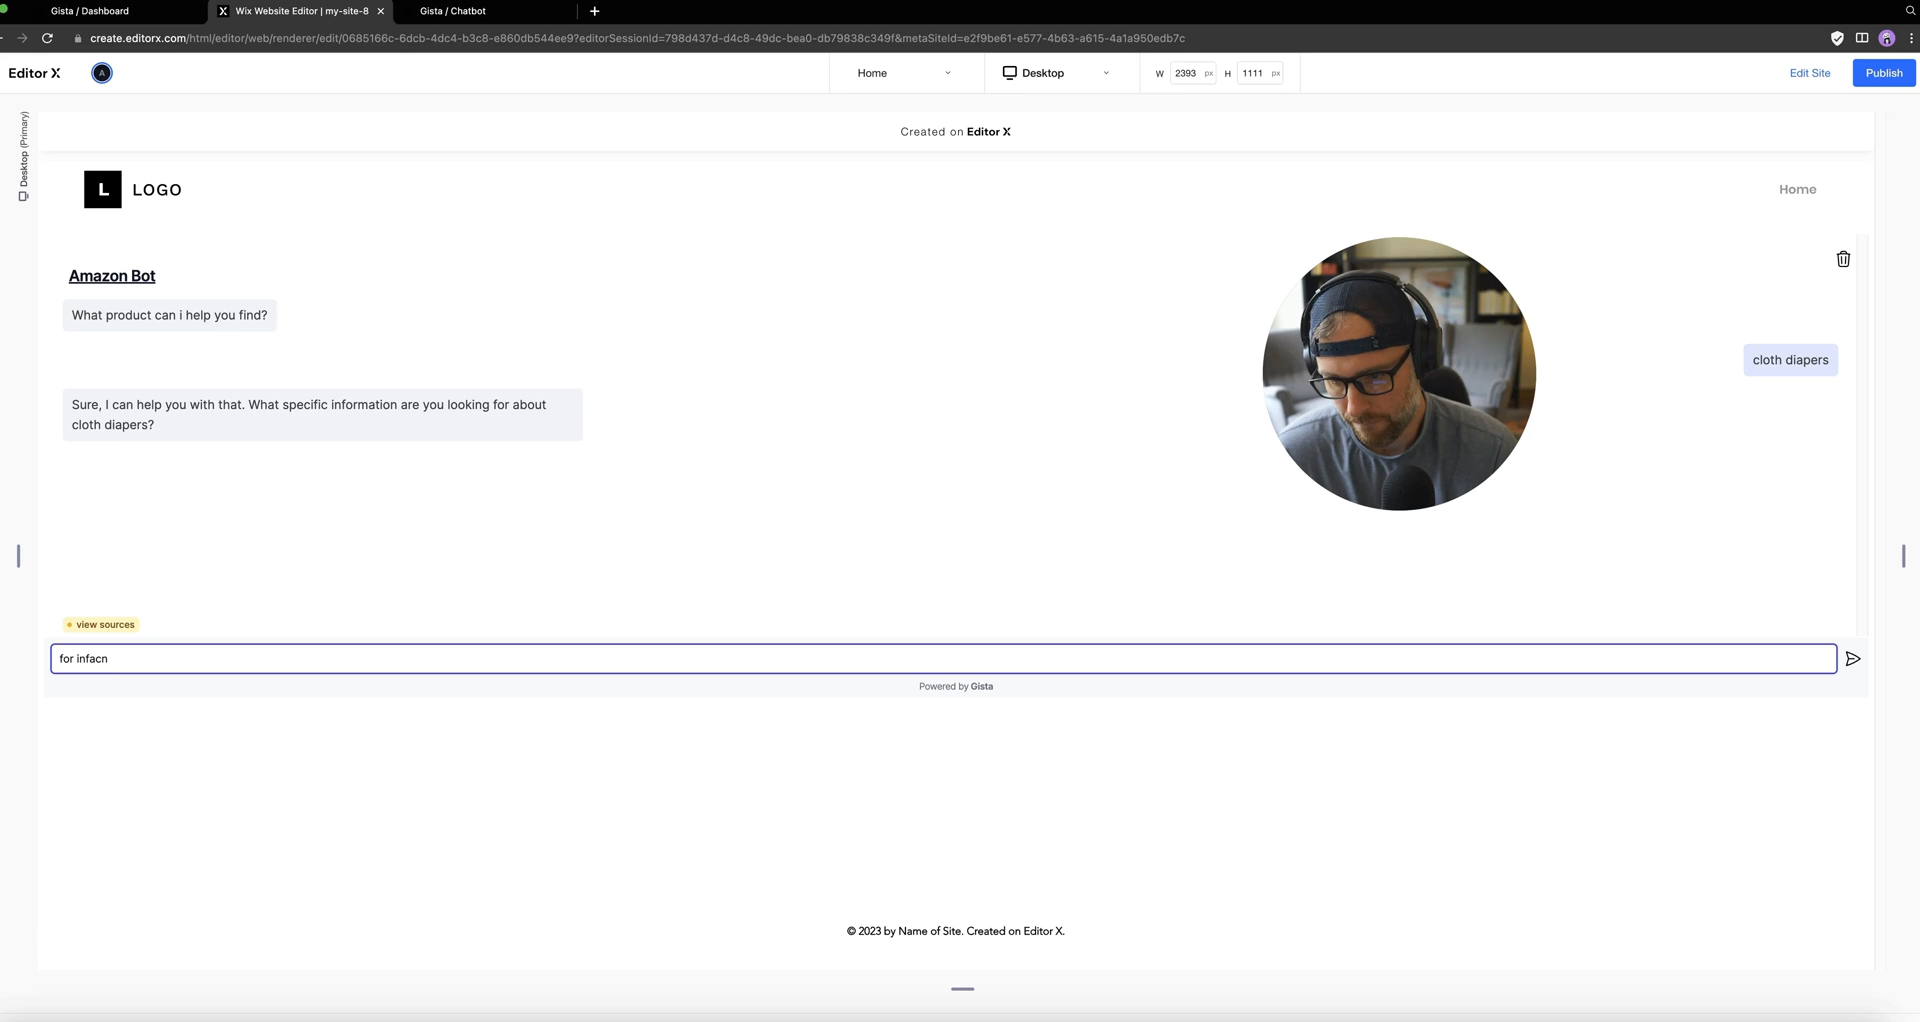 Gista / Dashboard
Wix Website Editor | my-site-8
Gista / Chatbot
create.editorx.com/html/editor/web/renderer/edit/0685166c-6dcb-4dc4-b3c8-e860db544ee9?editorSessionId=798d437d-d4c8-49dc-bea0-db79838c349f&metaSiteId=e2f9be61-e577-4b63-a615-4a1a950edb7c
Editor X
A
Home
Desktop
W 2393 px H 1111 px
Edit Site
Publish
Desktop (Primary)
Created on Editor X
L LOGO
Home
Amazon Bot
What product can i help you find?
cloth diapers
Sure, I can help you with that. What specific information are you looking for about
cloth diapers?
view sources
for infacn
Powered by Gista
© 2023 by Name of Site. Created on Editor X.